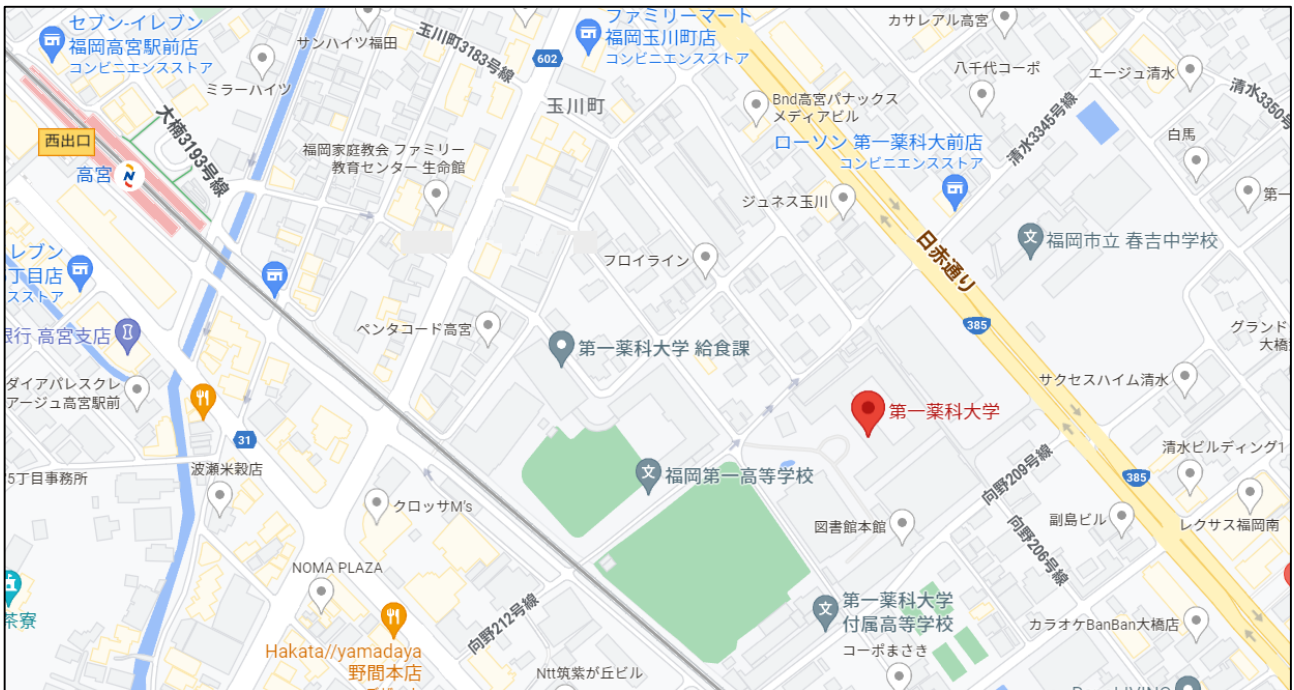 セブン-イレブン
福岡高宮駅前店
コンビニエンスストア
サンハイツ福田
玉川町3183号線
602
ファミリーマート
福岡玉川町店
コンビニエンスストア
カサレアル高宮
八千代コーポ
エージュ清水
清水3350号
ミラーハイツ
玉川町
Bnd高宮パナックス
メディアビル
清水3345号線
白馬
西出口
大楠3193号線
福岡家庭教会 ファミリー
教育センター 生命館
ローソン 第一薬科大前店
コンビニエンスストア
高宮
ジュネス玉川
第一
福岡市立 春吉中学校
日赤通り
レブン
丁目店
スストア
フロイライン
385
銀行 高宮支店
ペンタコード高宮
第一薬科大学 給食課
グランド
大橋
ダイアパレスクレ
アージュ高宮駅前
サクセスハイム清水
第一薬科大学
31
清水ビルディング1
5丁目事務所
波瀬米穀店
福岡第一高等学校
向野209号線
385
クロッサM's
図書館本館
副島ビル
レクサス福岡南
向野206号線
NOMA PLAZA
茶寮
向野212号線
第一薬科大学
付属高等学校
カラオケBanBan大橋店
Hakata//yamadaya
野間本店
コーポまさき
Ntt筑紫が丘ビル